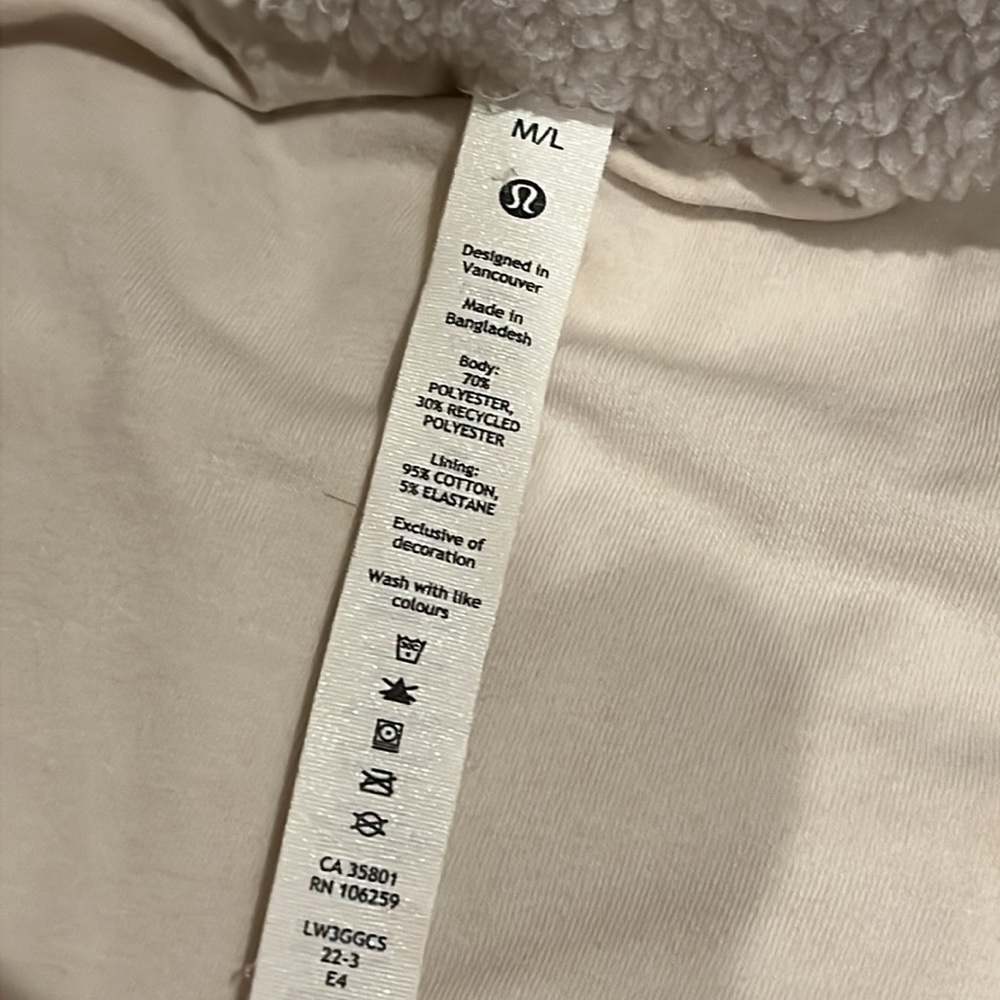 M/L
Designed in
Vancouver
Made in
Bangladesh
Body:
70%
POLYESTER,
30% RECYCLED
POLYESTER
Lining:
95% COTTON,
5% ELASTANE
Exclusive of
decoration
Wash with like
colours
30C
CA 35801
RN 106259
LW3GGCS
22-3
E4